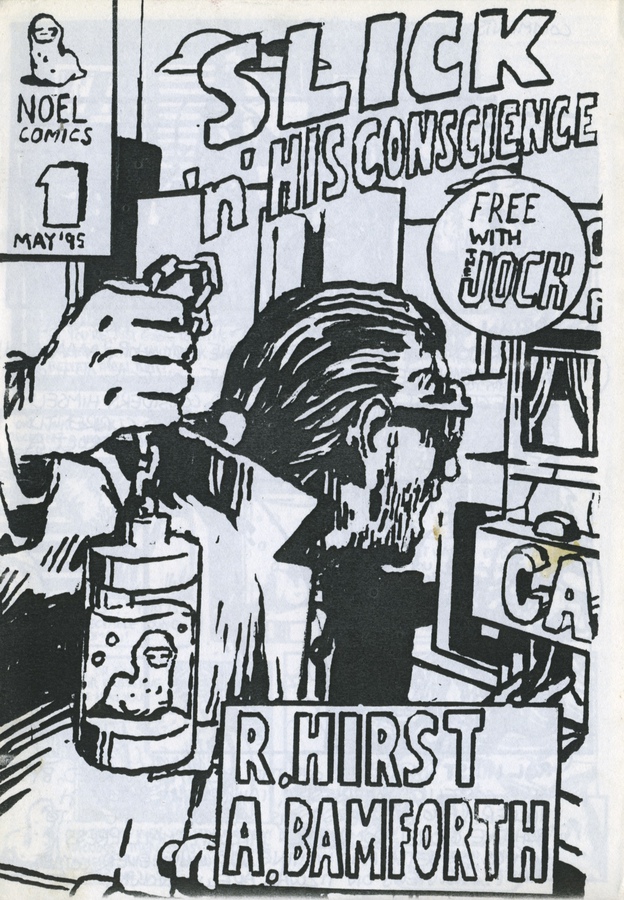 NOEL
COMICS
1
MAY '95
SLICK
'n' HIS CONSCIENCE
FREE
WITH
THE
JOCK
CA
R. HIRST
A. BAMFORTH